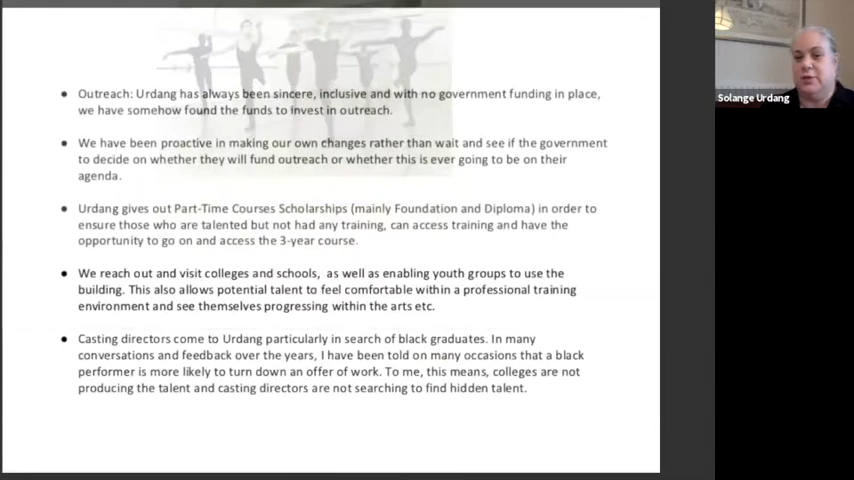 Outreach: Urdang has always been sincere, inclusive and with no government funding in place,
we have somehow found the funds to invest in outreach.
We have been proactive in making our own changes rather than wait and see if the government
to decide on whether they will fund outreach or whether this is ever going to be on their
agenda.
Urdang gives out Part-Time Courses Scholarships (mainly Foundation and Diploma) in order to
ensure those who are talented but not had any training, can access training and have the
opportunity to go on and access the 3-year course.
We reach out and visit colleges and schools, as well as enabling youth groups to use the
building. This also allows potential talent to feel comfortable within a professional training
environment and see themselves progressing within the arts etc.
Casting directors come to Urdang particularly in search of black graduates. In many
conversations and feedback over the years, I have been told on many occasions that a black
performer is more likely to turn down an offer of work. To me, this means, colleges are not
producing the talent and casting directors are not searching to find hidden talent.
Solange Urdang